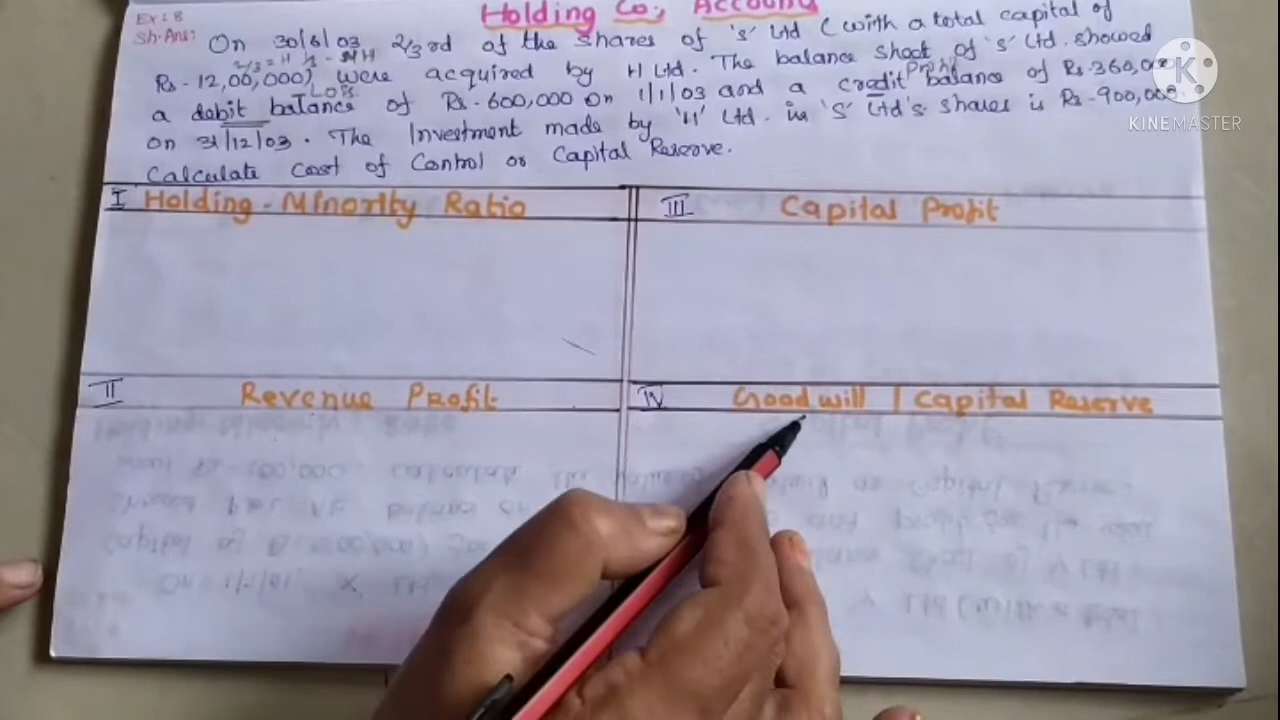 Holding Co., Account
Ex: 8
Sh. Ans:
On 30/6/03 2/3rd of the shares of 'S' Ltd (with a total capital of
2/3 = H
Rs. 12,00,000) were acquired by H Ltd. The balance sheet of 'S' Ltd. showed
Loss
Profit
a debit balance of Rs. 600,000 on 1/1/03 and a credit balance of Rs. 360,000
on 31/12/03. The Investment made by 'H' Ltd. in 'S' Ltd's shares is Rs. 900,000.
Calculate cost of Control or Capital Reserve.
I Holding - Minority Ratio
III Capital Profit
II Revenue Profit
IV Goodwill / Capital Reserve
KINEMASTER